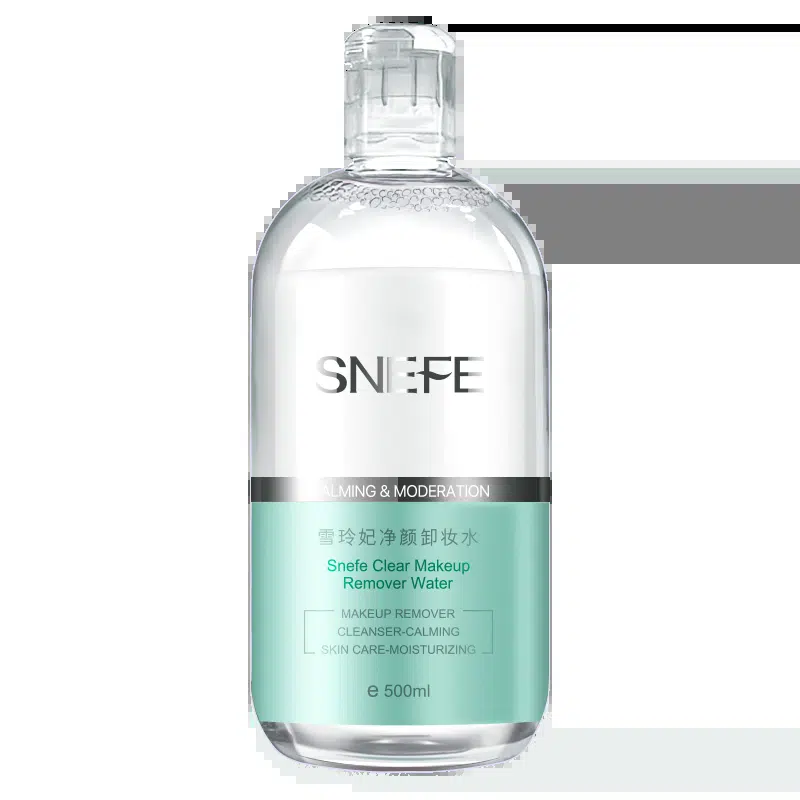 SNEFE
ALMING & MODERATION
雪玲妃净颜卸妆水
Snefe Clear Makeup
Remover Water
MAKEUP REMOVER
CLEANSER-CALMING
SKIN CARE-MOISTURIZING
e 500ml